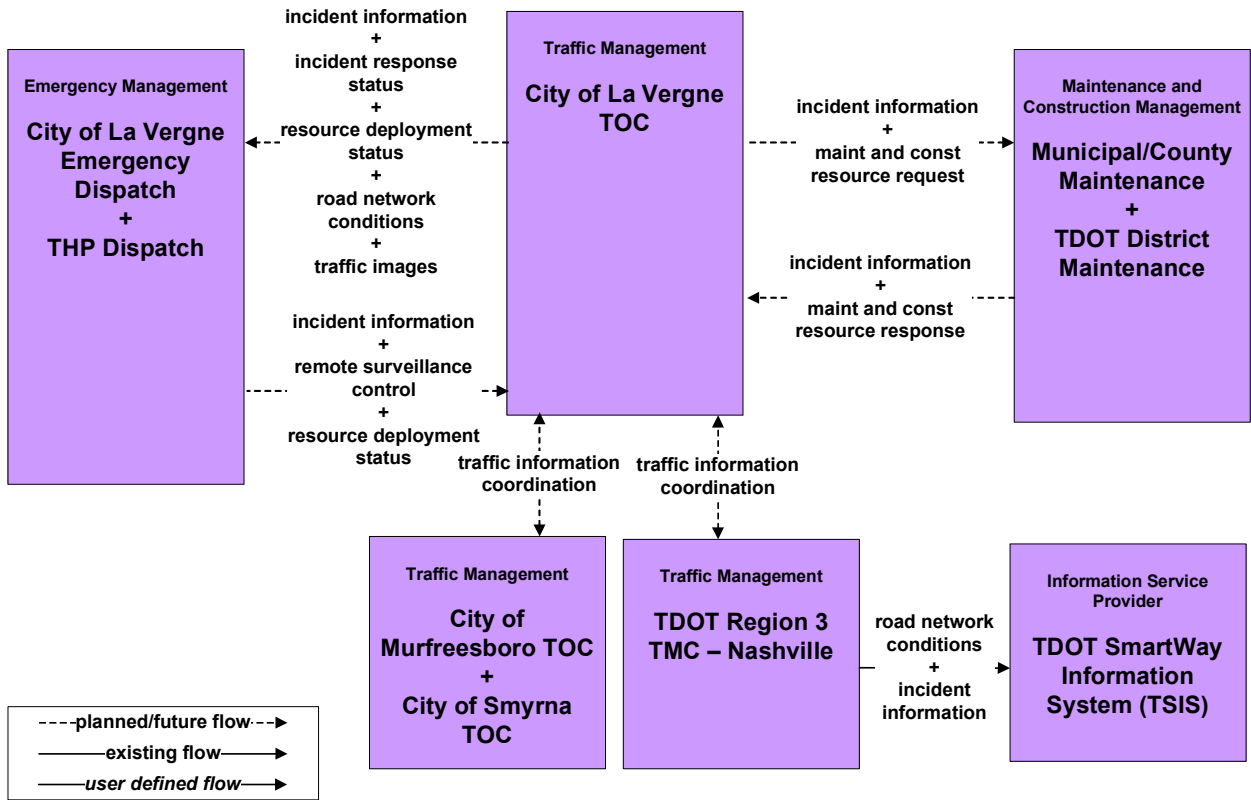 Emergency Management
City of La Vergne
Emergency
Dispatch
+
THP Dispatch
incident information
+
incident response
status
+
resource deployment
status
+
road network
conditions
+
traffic images
incident information
+
remote surveillance
control
+
resource deployment
status
Traffic Management
City of La Vergne
TOC
incident information
+
maint and const
resource request
incident information
+
maint and const
resource response
Maintenance and
Construction Management
Municipal/County
Maintenance
+
TDOT District
Maintenance
traffic information
coordination
traffic information
coordination
Traffic Management
City of
Murfreesboro TOC
+
City of Smyrna
TOC
Traffic Management
TDOT Region 3
TMC – Nashville
road network
conditions
+
incident
information
Information Service
Provider
TDOT SmartWay
Information
System (TSIS)
planned/future flow
existing flow
user defined flow